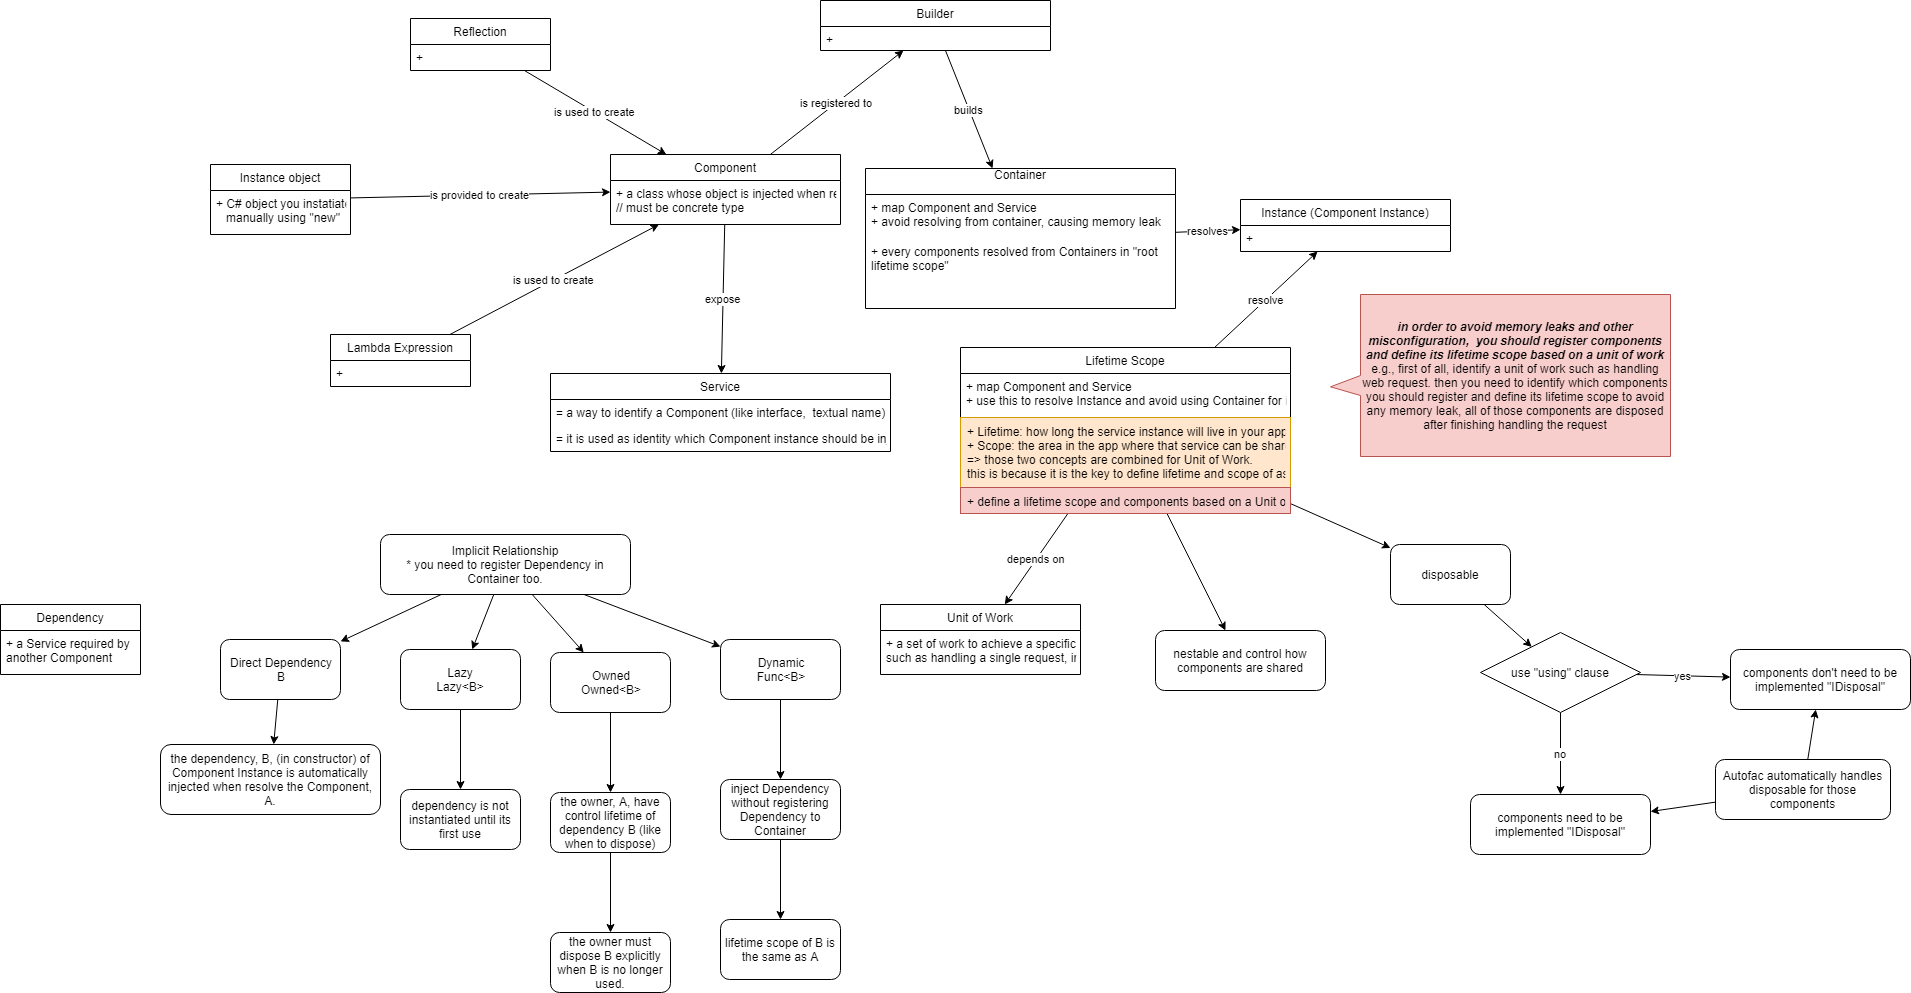 Builder
+
Reflection
+
is used to create
is registered to
builds
Instance object
+ C# object you instatiate
manually using "new"
is provided to create
Component
+ a class whose object is injected when re
// must be concrete type
Container
+ map Component and Service
+ avoid resolving from container, causing memory leak
+ every components resolved from Containers in "root
lifetime scope"
resolves
Instance (Component Instance)
+
is used to create
expose
resolve
Lambda Expression
+
Service
= a way to identify a Component (like interface, textual name)
= it is used as identity which Component instance should be in
Lifetime Scope
+ map Component and Service
+ use this to resolve Instance and avoid using Container for
+ Lifetime: how long the service instance will live in your app
+ Scope: the area in the app where that service can be shar
=> those two concepts are combined for Unit of Work.
this is because it is the key to define lifetime and scope of as
+ define a lifetime scope and components based on a Unit o
in order to avoid memory leaks and other
misconfiguration, you should register components
and define its lifetime scope based on a unit of work
e.g., first of all, identify a unit of work such as handling
web request. then you need to identify which components
you should register and define its lifetime scope to avoid
any memory leak, all of those components are disposed
after finishing handling the request
Implicit Relationship
* you need to register Dependency in
Container too.
depends on
disposable
Dependency
+ a Service required by
another Component
Direct Dependency
B
Lazy
Lazy<B>
Owned
Owned<B>
Dynamic
Func<B>
Unit of Work
+ a set of work to achieve a specific
such as handling a single request, in
nestable and control how
components are shared
use "using" clause
yes
components don't need to be
implemented "IDisposal"
no
the dependency, B, (in constructor) of
Component Instance is automatically
injected when resolve the Component,
A.
dependency is not
instantiated until its
first use
the owner, A, have
control lifetime of
dependency B (like
when to dispose)
inject Dependency
without registering
Dependency to
Container
components need to be
implemented "IDisposal"
Autofac automatically handles
disposable for those
components
the owner must
dispose B explicitly
when B is no longer
used.
lifetime scope of B is
the same as A